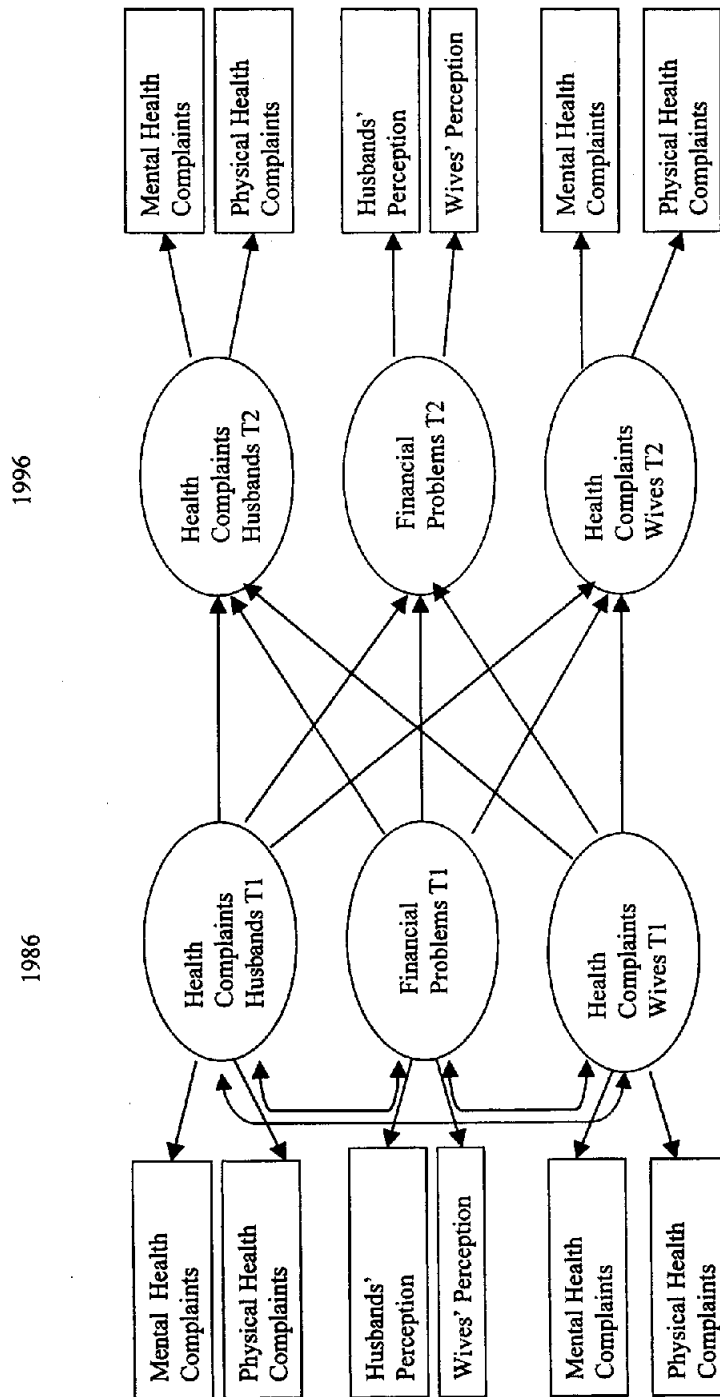 1986
1996
Mental Health
Complaints
Physical Health
Complaints
Husbands'
Perception
Wives' Perception
Mental Health
Complaints
Physical Health
Complaints
Health
Complaints
Husbands T1
Financial
Problems T1
Health
Complaints
Wives T1
Health
Complaints
Husbands T2
Financial
Problems T2
Health
Complaints
Wives T2
Mental Health
Complaints
Physical Health
Complaints
Husbands'
Perception
Wives' Perception
Mental Health
Complaints
Physical Health
Complaints